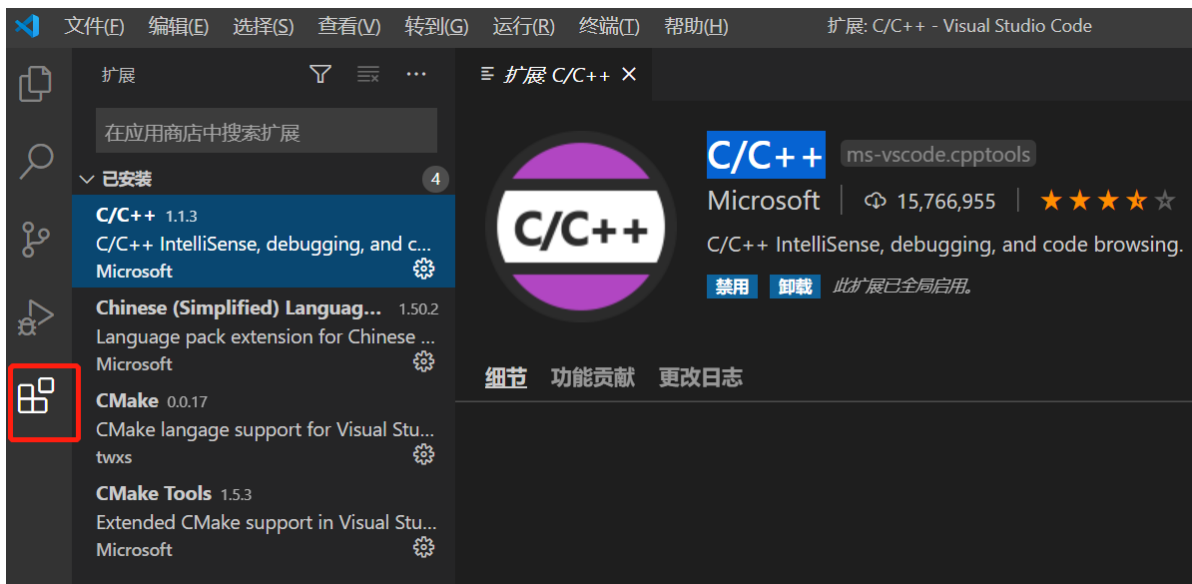 文件(F) 编辑(E) 选择(S) 查看(V) 转到(G) 运行(R) 终端(T) 帮助(H) 扩展: C/C++ - Visual Studio Code
扩展
扩展 C/C++
在应用商店中搜索扩展
已安装 4
C/C++ 1.1.3
C/C++ IntelliSense, debugging, and c...
Microsoft
Chinese (Simplified) Languag... 1.50.2
Language pack extension for Chinese ...
Microsoft
CMake 0.0.17
CMake langage support for Visual Stu...
twxs
CMake Tools 1.5.3
Extended CMake support in Visual Stu...
Microsoft
C/C++
C/C++ ms-vscode.cpptools
Microsoft 15,766,955
C/C++ IntelliSense, debugging, and code browsing.
禁用 卸载 此扩展已全局启用。
细节 功能贡献 更改日志